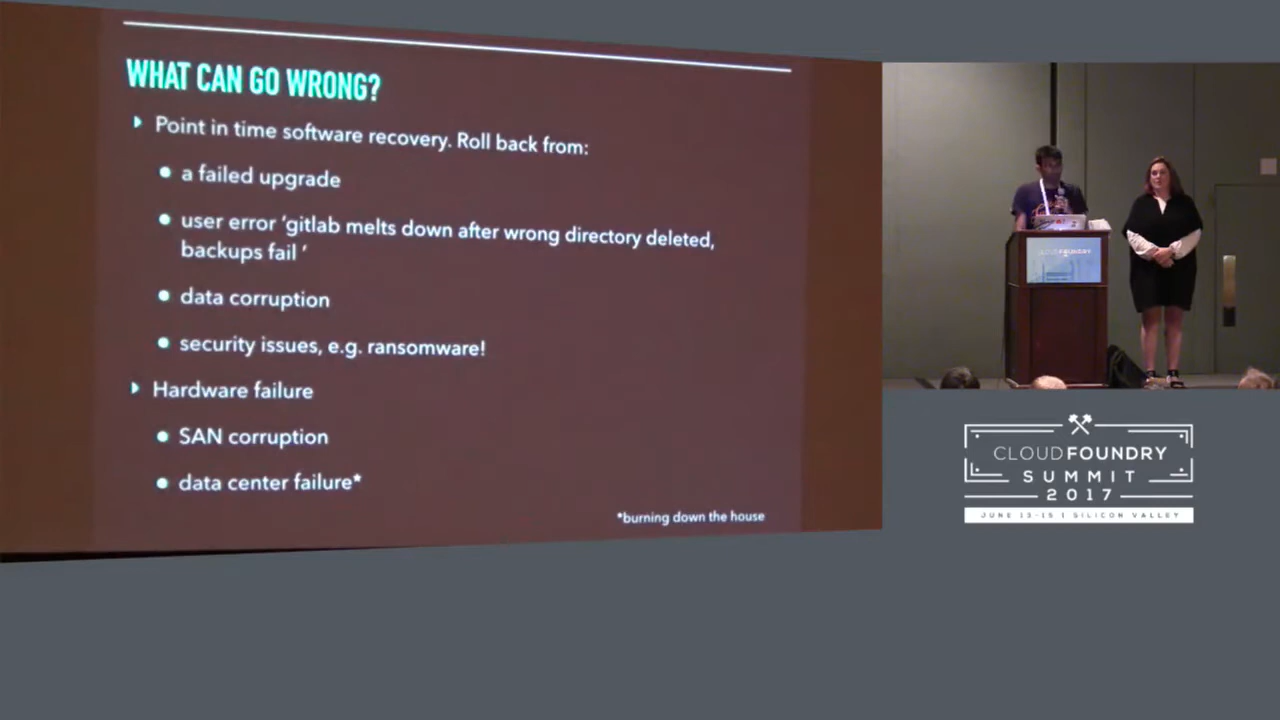 WHAT CAN GO WRONG?
Point in time software recovery. Roll back from:
a failed upgrade
user error ‘gitlab melts down after wrong directory deleted,
backups fail ’
data corruption
security issues, e.g. ransomware!
Hardware failure
SAN corruption
data center failure*
*burning down the house
CLOUDFOUNDRY
CLOUDFOUNDRY
SUMMIT
2017
JUNE 13-15 | SILICON VALLEY